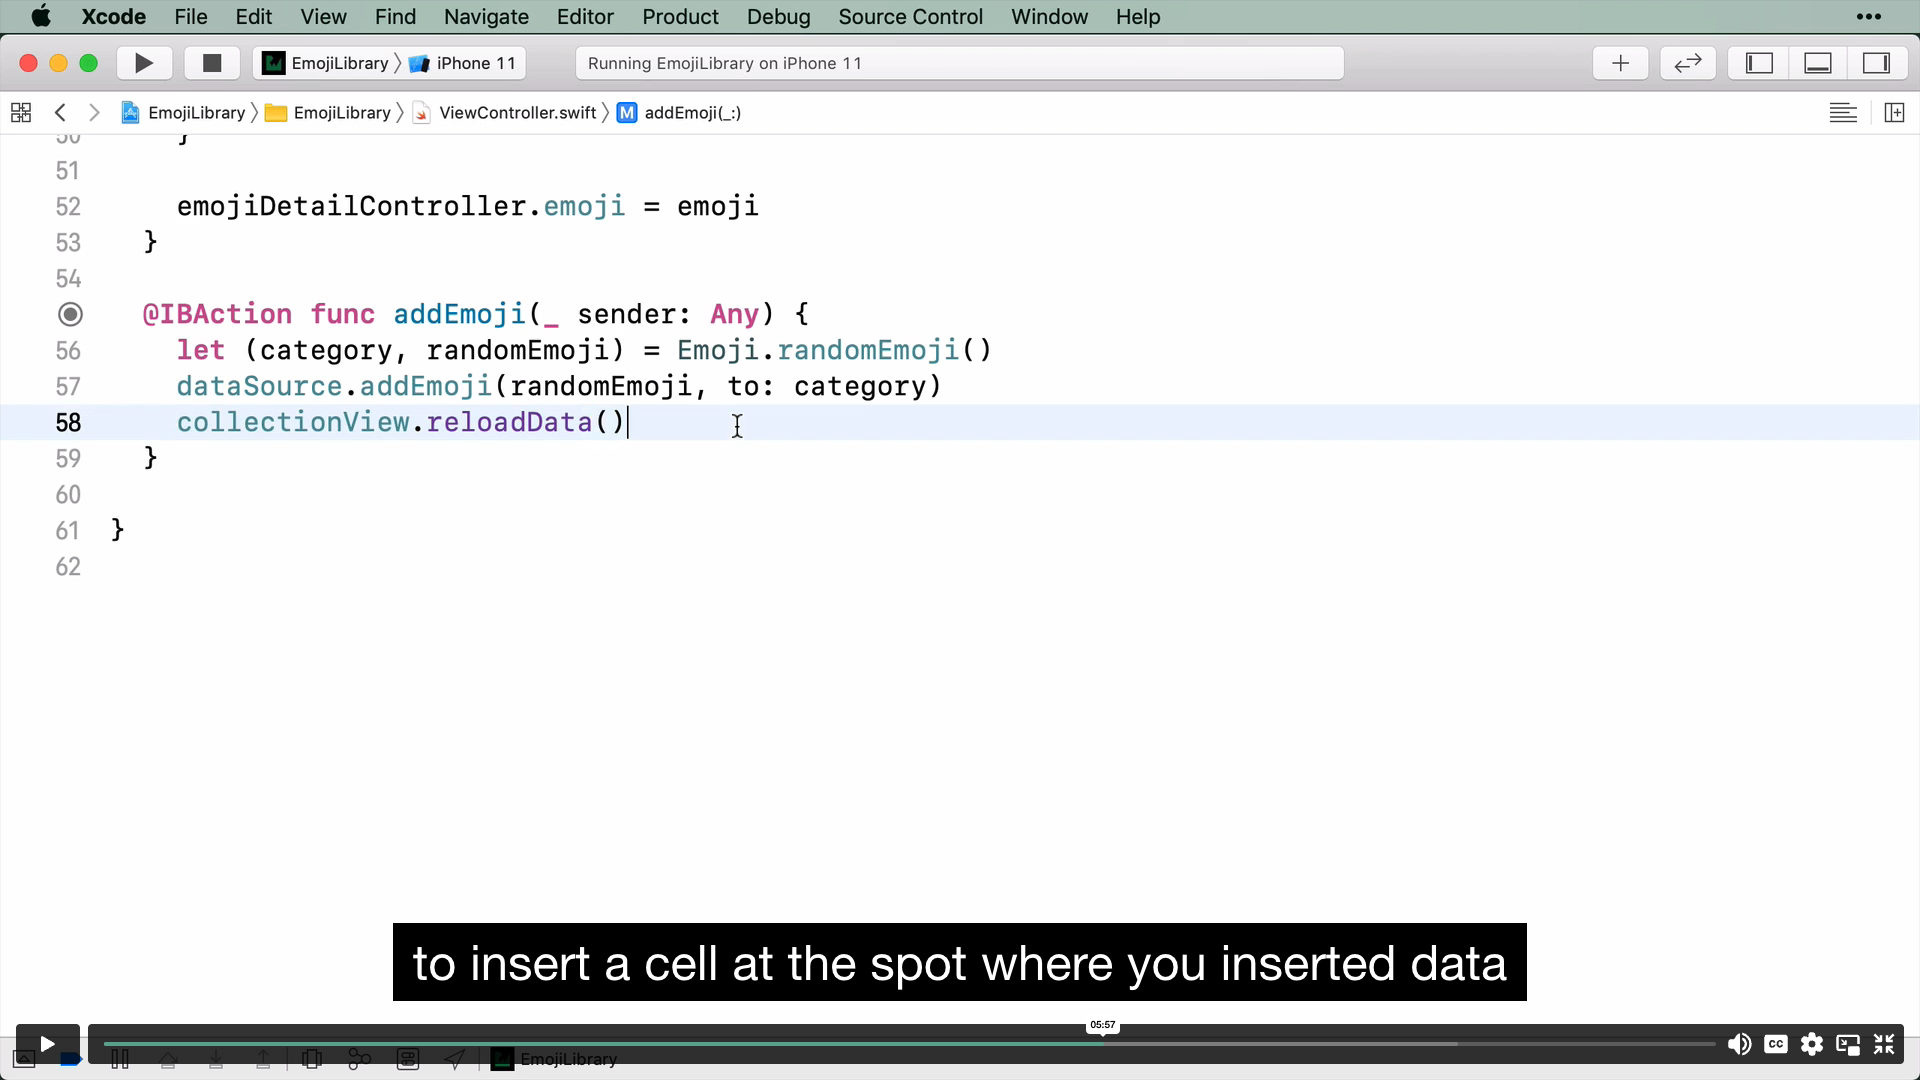 Xcode File Edit View Find Navigate Editor Product Debug Source Control Window Help •••
EmojiLibrary 〉 iPhone 11 Running EmojiLibrary on iPhone 11
EmojiLibrary 〉 EmojiLibrary 〉 ViewController.swift 〉 M addEmoji(_:)
50 }
51
52 emojiDetailController.emoji = emoji
53 }
54
@IBAction func addEmoji(_ sender: Any) {
56 let (category, randomEmoji) = Emoji.randomEmoji()
57 dataSource.addEmoji(randomEmoji, to: category)
58 collectionView.reloadData()
59 }
60
61 }
62
to insert a cell at the spot where you inserted data
05:57
CC
EmojiLibrary